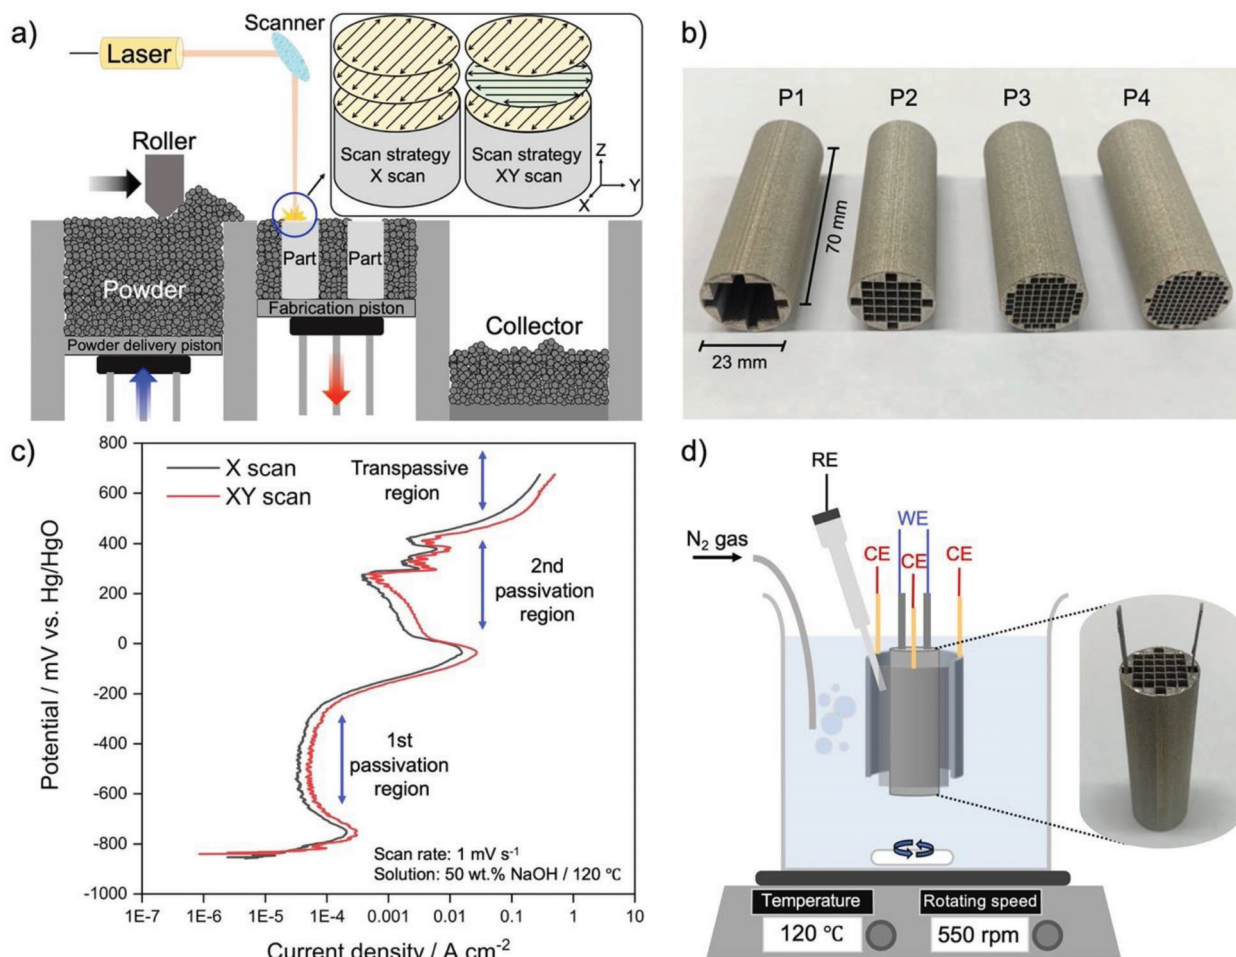 a)
Laser
Scanner
Roller
Scan strategy
X scan
Scan strategy
XY scan
Z
Y
X
Part
Part
Powder
Fabrication piston
Powder delivery piston
Collector
b)
P1
P2
P3
P4
70 mm
23 mm
c)
X scan
XY scan
Transpassive
region
2nd
passivation
region
1st
passivation
region
Scan rate: 1 mV s-1
Solution: 50 wt.% NaOH / 120 ℃
Potential / mV vs. Hg/HgO
800
600
400
200
0
-200
-400
-600
-800
-1000
1E-7
1E-6
1E-5
1E-4
0.001
0.01
0.1
1
10
Current density / A cm-2
d)
RE
WE
N2 gas
CE
CE
CE
Temperature
Rotating speed
120 ℃
550 rpm